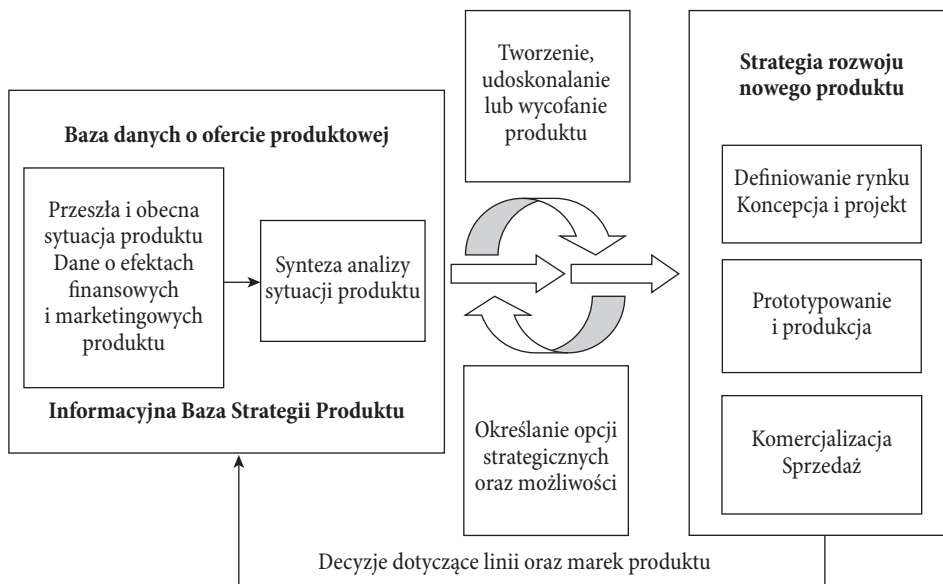 Baza danych o ofercie produktowej
Przeszła i obecna
sytuacja produktu
Dane o efektach
finansowych
i marketingowych
produktu
Synteza analizy
sytuacji produktu
Informacyjna Baza Strategii Produktu
Tworzenie,
udoskonalanie
lub wycofanie
produktu
Określanie opcji
strategicznych
oraz możliwości
Strategia rozwoju
nowego produktu
Definiowanie rynku
Koncepcja i projekt
Prototypowanie
i produkcja
Komercjalizacja
Sprzedaż
Decyzje dotyczące linii oraz marek produktu